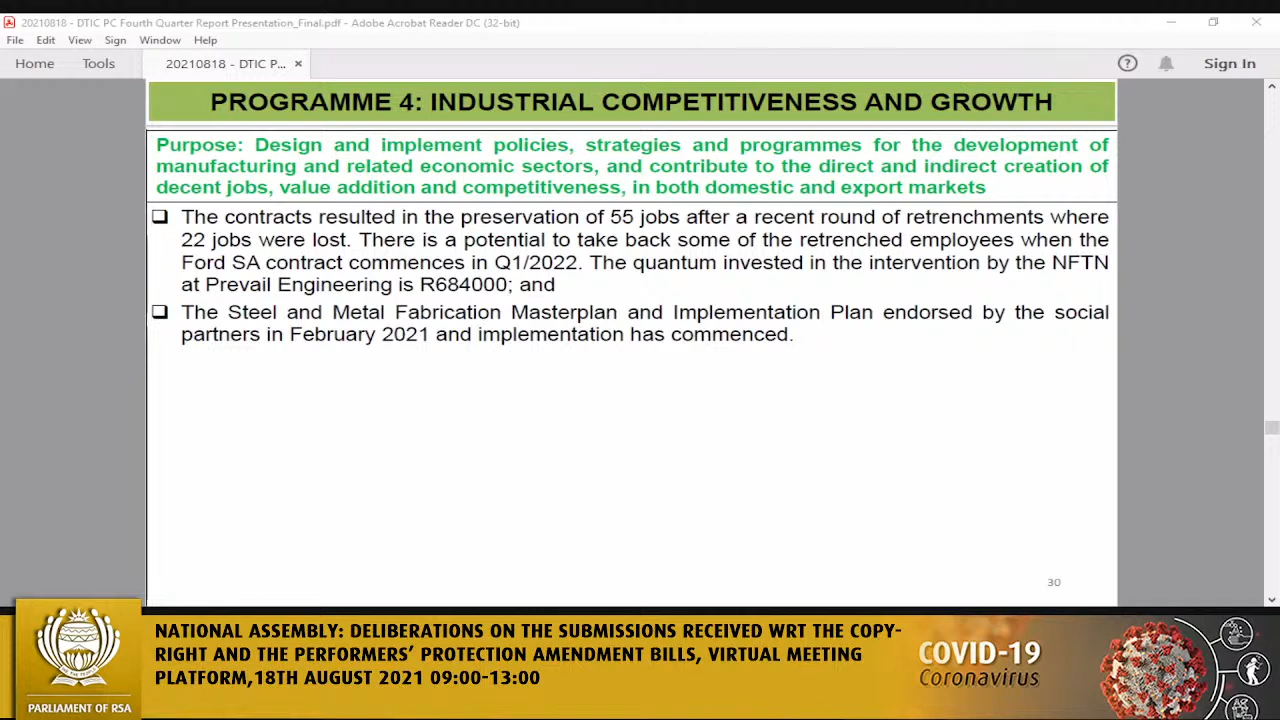 20210818 - DTIC PC Fourth Quarter Report Presentation_Final.pdf - Adobe Acrobat Reader DC (32-bit)
File Edit View Sign Window Help
Home Tools 20210818 - DTIC P... × Sign In
PROGRAMME 4: INDUSTRIAL COMPETITIVENESS AND GROWTH
Purpose: Design and implement policies, strategies and programmes for the development of
manufacturing and related economic sectors, and contribute to the direct and indirect creation of
decent jobs, value addition and competitiveness, in both domestic and export markets
The contracts resulted in the preservation of 55 jobs after a recent round of retrenchments where
22 jobs were lost. There is a potential to take back some of the retrenched employees when the
Ford SA contract commences in Q1/2022. The quantum invested in the intervention by the NFTN
at Prevail Engineering is R684000; and
The Steel and Metal Fabrication Masterplan and Implementation Plan endorsed by the social
partners in February 2021 and implementation has commenced.
30
NATIONAL ASSEMBLY: DELIBERATIONS ON THE SUBMISSIONS RECEIVED WRT THE COPY-
RIGHT AND THE PERFORMERS' PROTECTION AMENDMENT BILLS, VIRTUAL MEETING
PLATFORM,18TH AUGUST 2021 09:00-13:00
PARLIAMENT OF RSA
COVID-19
Coronavirus